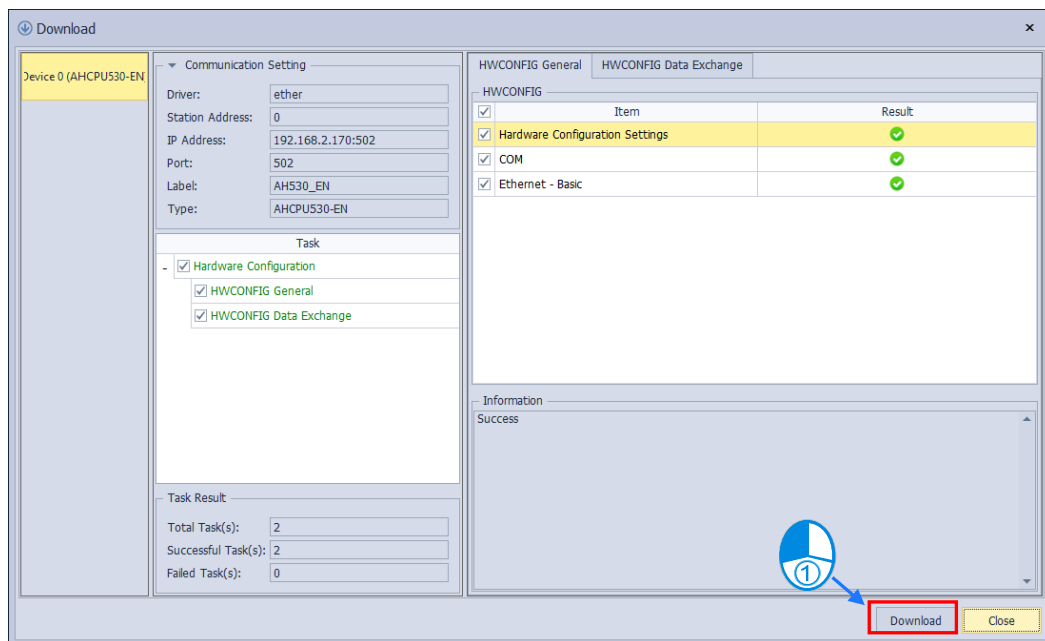 Download
Device 0 (AHCPU530-EN
Communication Setting
Driver: ether
Station Address: 0
IP Address: 192.168.2.170:502
Port: 502
Label: AH530_EN
Type: AHCPU530-EN
Task
Hardware Configuration
HWCONFIG General
HWCONFIG Data Exchange
Task Result
Total Task(s): 2
Successful Task(s): 2
Failed Task(s): 0
HWCONFIG General HWCONFIG Data Exchange
HWCONFIG
Item Result
Hardware Configuration Settings
COM
Ethernet - Basic
Information
Success
1
Download Close